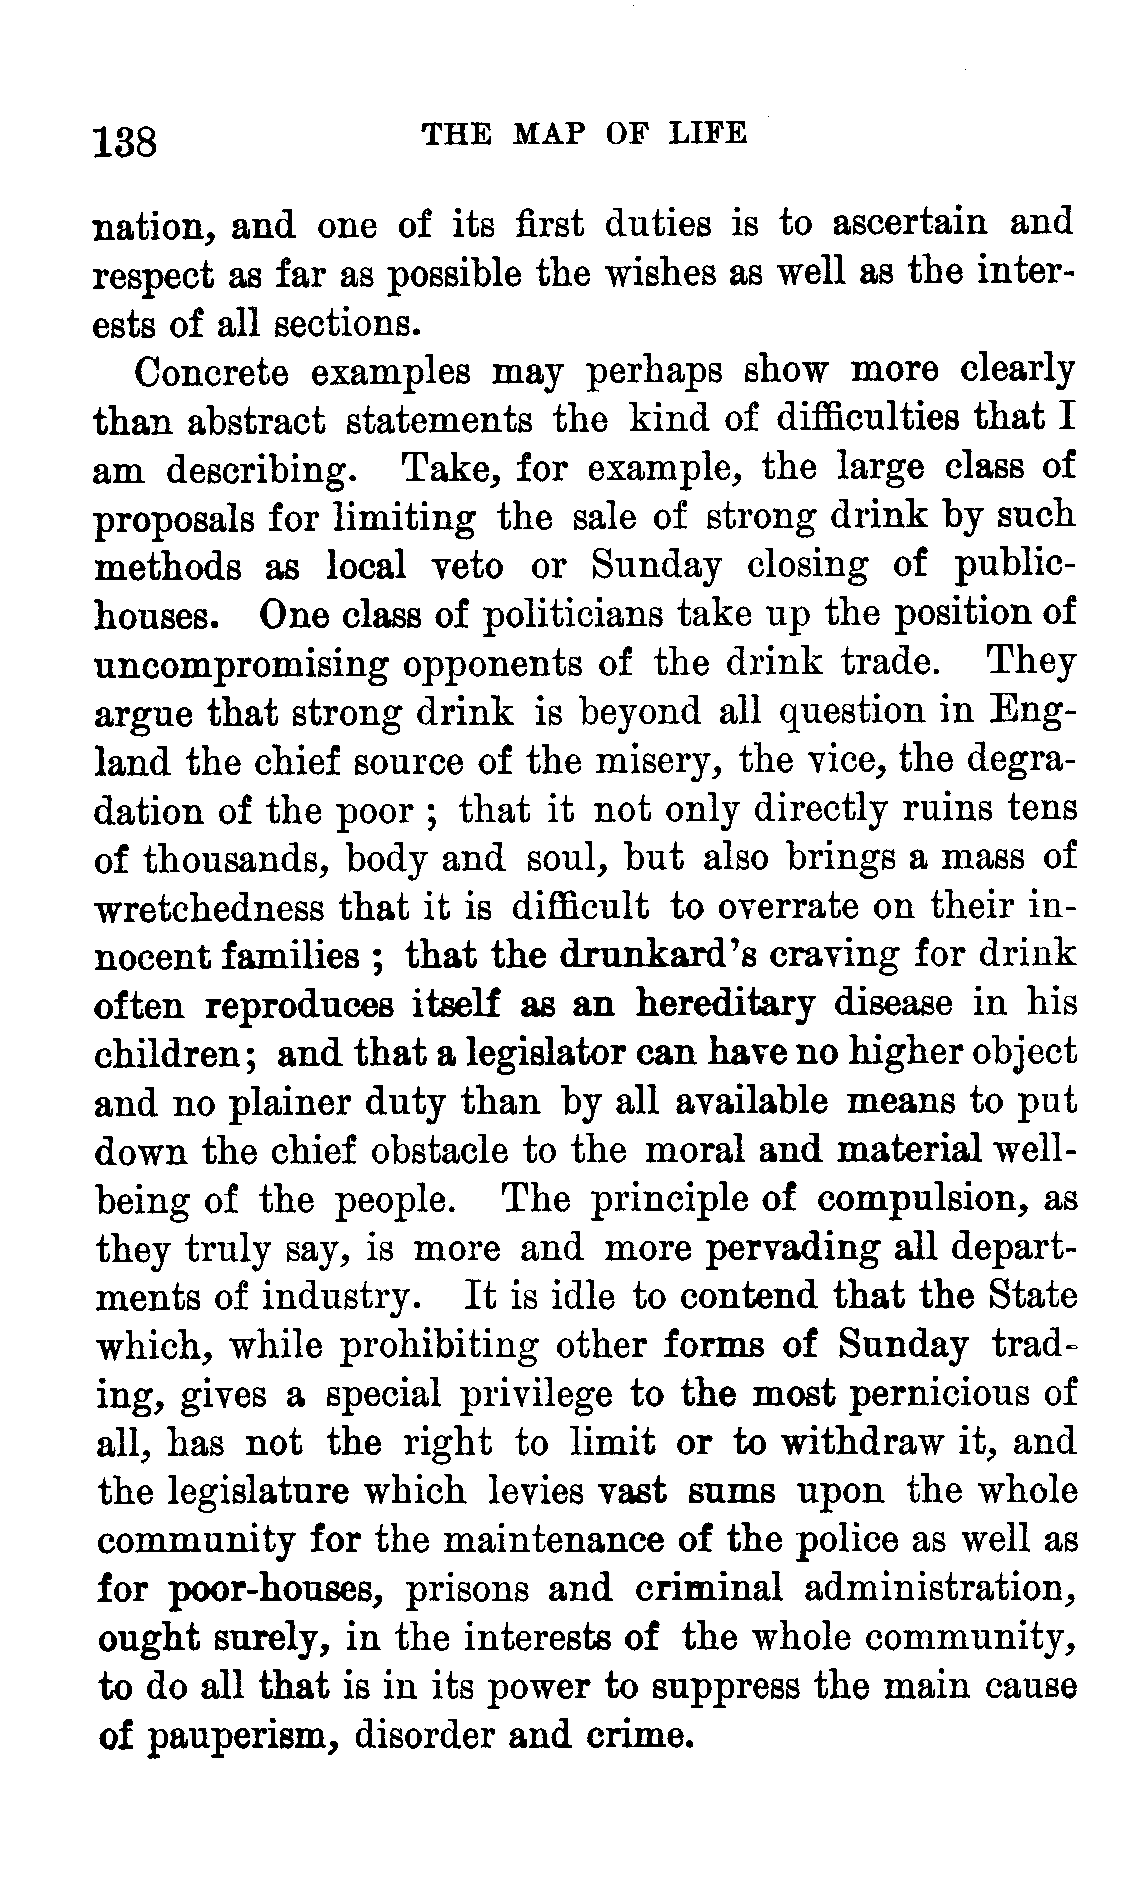 138 THE MAP OF LIFE
nation, and one of its first duties is to ascertain and
respect as far as possible the wishes as well as the inter-
ests of all sections.
Concrete examples may perhaps show more clearly
than abstract statements the kind of difficulties that I
am describing. Take, for example, the large class of
proposals for limiting the sale of strong drink by such
methods as local veto or Sunday closing of public-
houses. One class of politicians take up the position of
uncompromising opponents of the drink trade. They
argue that strong drink is beyond all question in Eng-
land the chief source of the misery, the vice, the degra-
dation of the poor ; that it not only directly ruins tens
of thousands, body and soul, but also brings a mass of
wretchedness that it is difficult to overrate on their in-
nocent families ; that the drunkard's craving for drink
often reproduces itself as an hereditary disease in his
children; and that a legislator can have no higher object
and no plainer duty than by all available means to put
down the chief obstacle to the moral and material well-
being of the people. The principle of compulsion, as
they truly say, is more and more pervading all depart-
ments of industry. It is idle to contend that the State
which, while prohibiting other forms of Sunday trad-
ing, gives a special privilege to the most pernicious of
all, has not the right to limit or to withdraw it, and
the legislature which levies vast sums upon the whole
community for the maintenance of the police as well as
for poor-houses, prisons and criminal administration,
ought surely, in the interests of the whole community,
to do all that is in its power to suppress the main cause
of pauperism, disorder and crime.